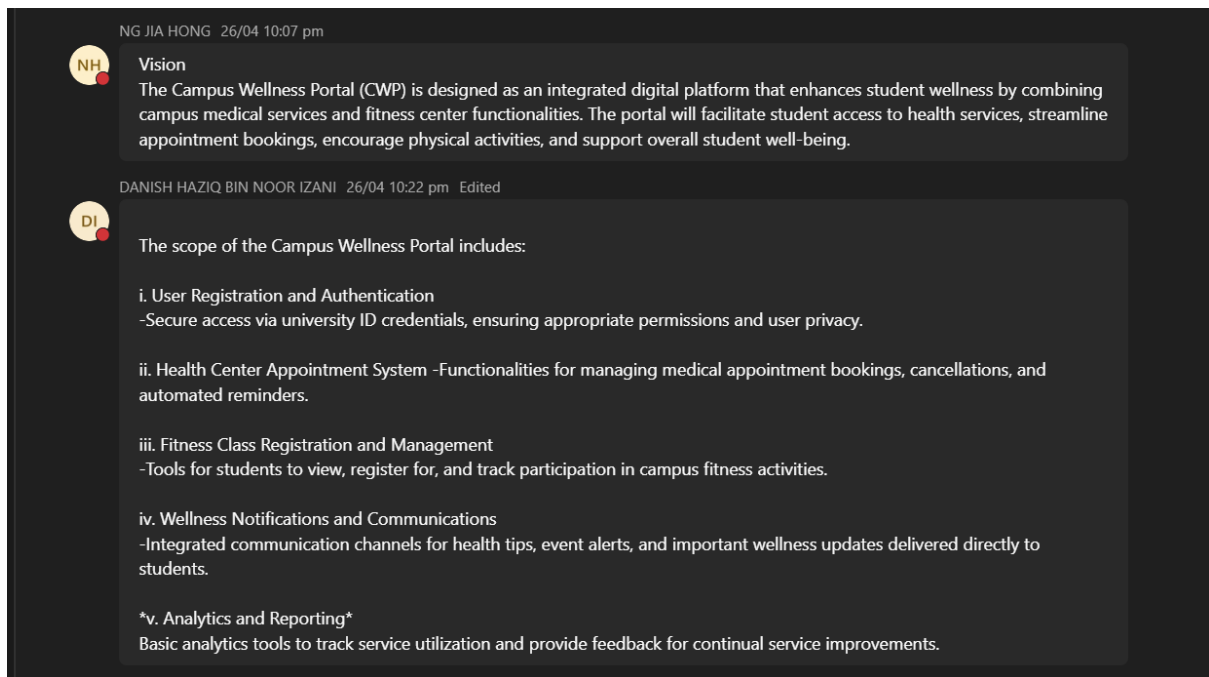 NG JIA HONG 26/04 10:07 pm
NH
Vision
The Campus Wellness Portal (CWP) is designed as an integrated digital platform that enhances student wellness by combining
campus medical services and fitness center functionalities. The portal will facilitate student access to health services, streamline
appointment bookings, encourage physical activities, and support overall student well-being.
DANISH HAZIQ BIN NOOR IZANI 26/04 10:22 pm Edited
DI
The scope of the Campus Wellness Portal includes:
i. User Registration and Authentication
-Secure access via university ID credentials, ensuring appropriate permissions and user privacy.
ii. Health Center Appointment System -Functionalities for managing medical appointment bookings, cancellations, and
automated reminders.
iii. Fitness Class Registration and Management
-Tools for students to view, register for, and track participation in campus fitness activities.
iv. Wellness Notifications and Communications
-Integrated communication channels for health tips, event alerts, and important wellness updates delivered directly to
students.
*v. Analytics and Reporting*
Basic analytics tools to track service utilization and provide feedback for continual service improvements.